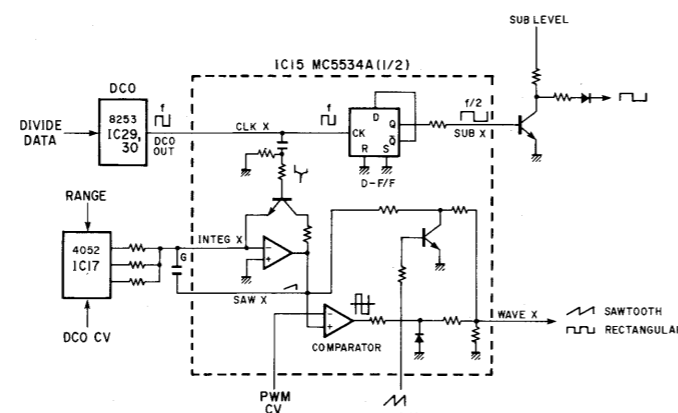 SUB LEVEL
IC15 MC5534A(1/2)
DCO
8253
IC29,
30
DIVIDE
DATA
f
DCO
OUT
CLK X
f
D
CK
Q
Q̅
R
S
D-F/F
f/2
SUB X
RANGE
4052
IC17
DCO CV
G
INTEG X
−
+
SAW X
−
+
COMPARATOR
WAVE X
SAWTOOTH
RECTANGULAR
PWM
CV